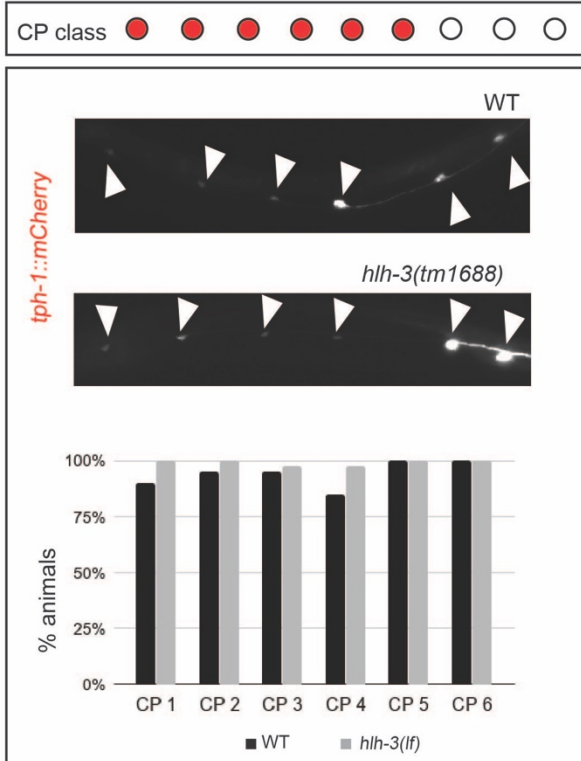 CP class
WT
tph-1::mCherry
hlh-3(tm1688)
100%
75%
50%
25%
0%
% animals
CP 1 CP 2 CP 3 CP 4 CP 5 CP 6
WT hlh-3(lf)